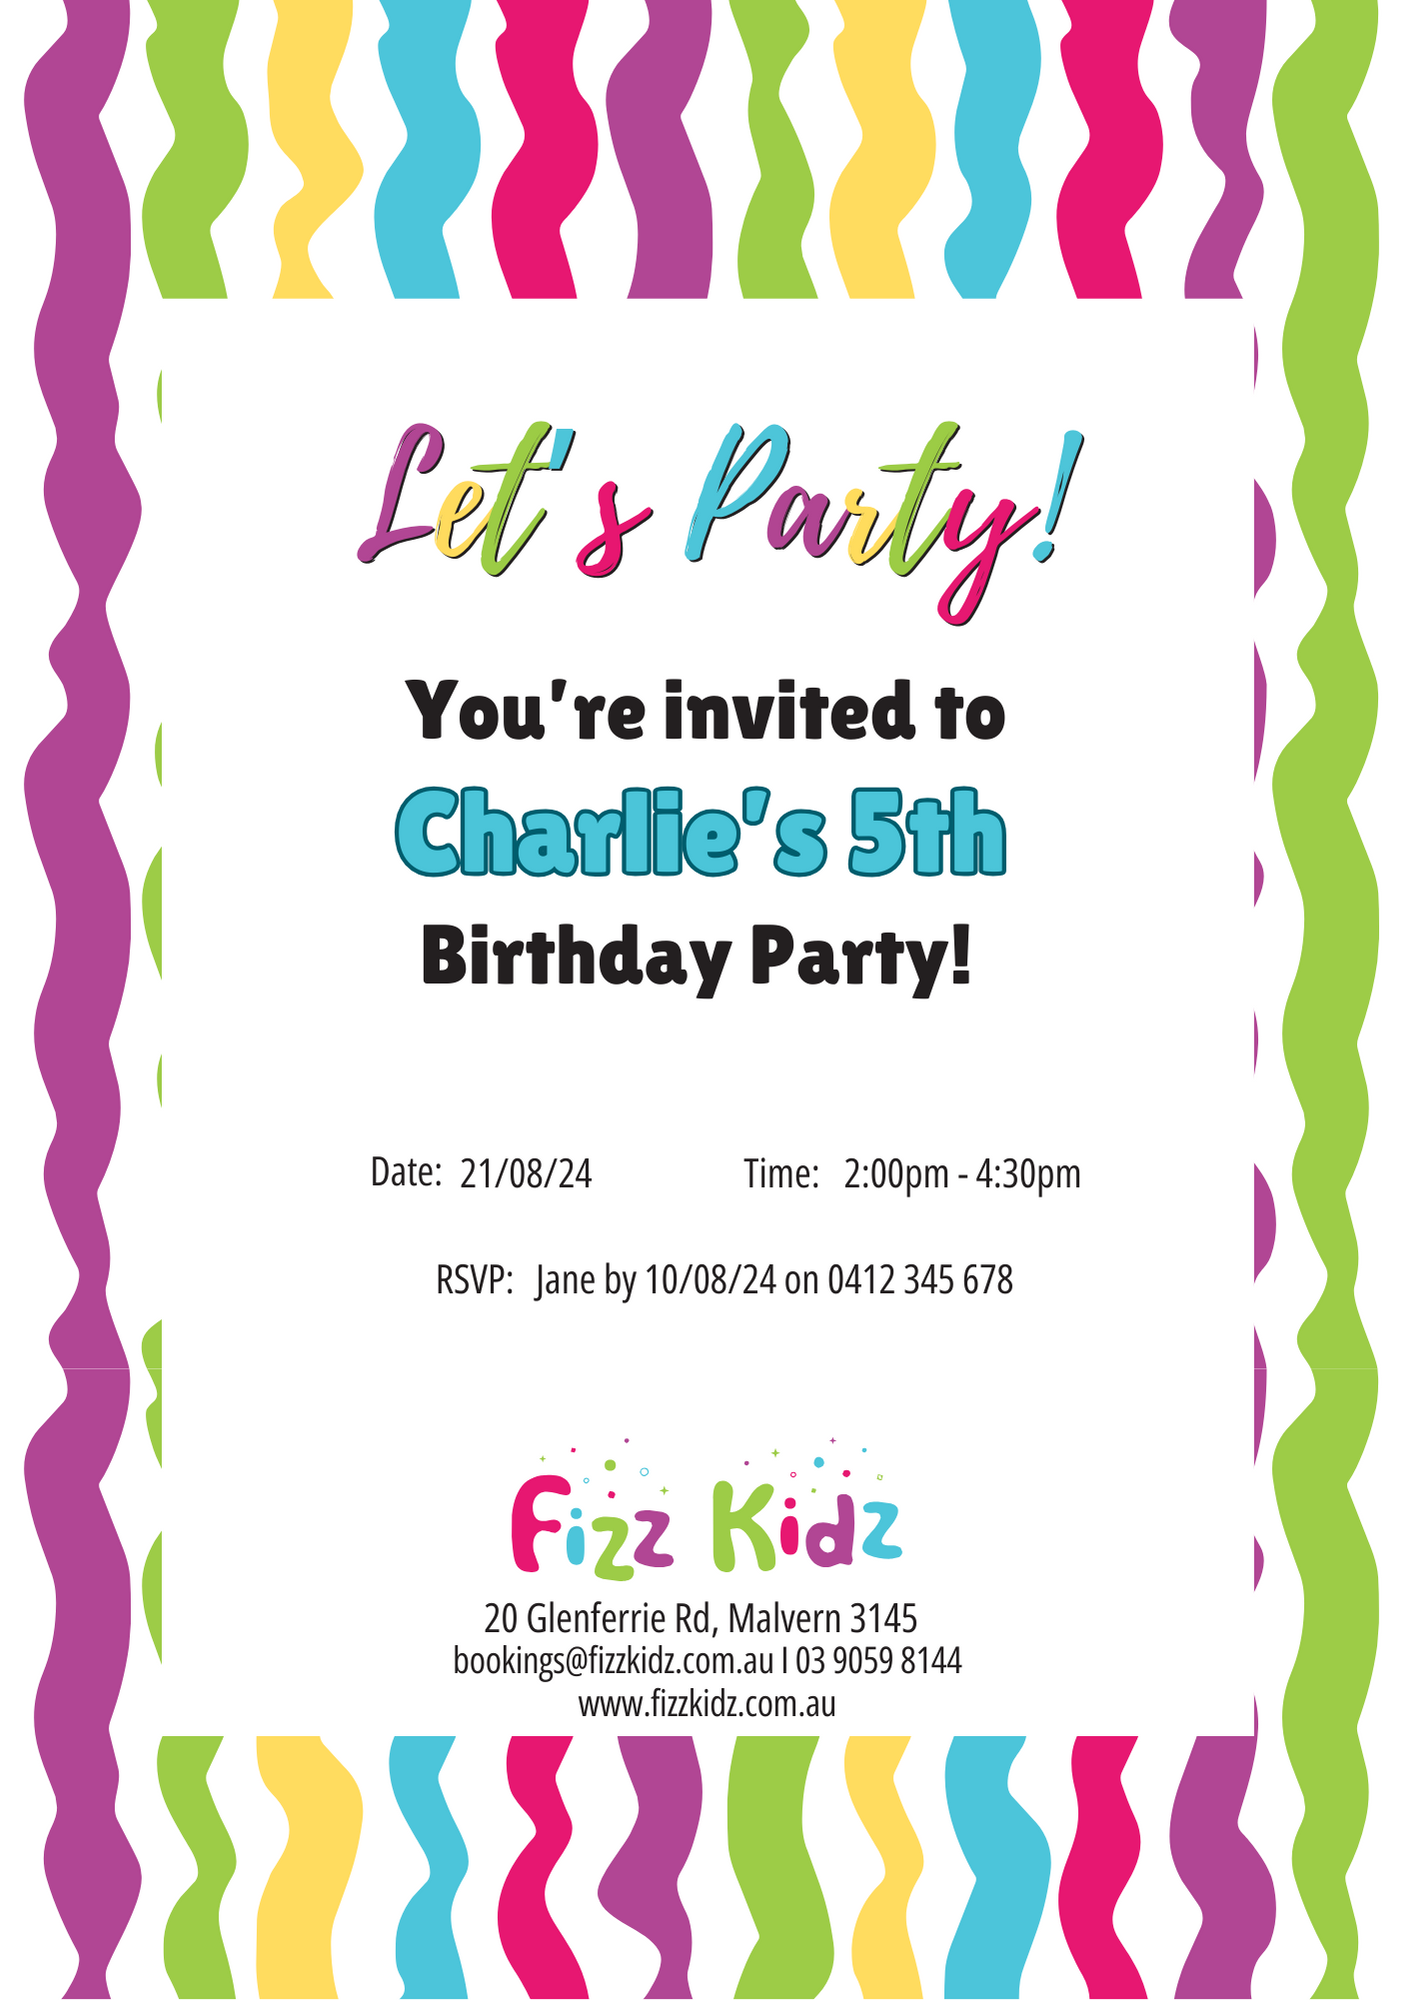 Let's Party!
You're invited to
Charlie's 5th
Birthday Party!
Date: 21/08/24 Time: 2:00pm - 4:30pm
RSVP: Jane by 10/08/24 on 0412 345 678
Fizz Kidz
20 Glenferrie Rd, Malvern 3145
bookings@fizzkidz.com.au I 03 9059 8144
www.fizzkidz.com.au